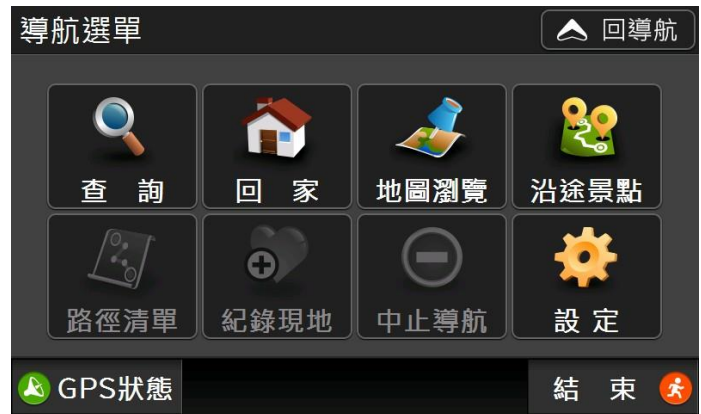 導航選單
回導航
查 詢
回 家
地圖瀏覽
沿途景點
路徑清單
紀錄現地
中止導航
設 定
GPS狀態
結 束